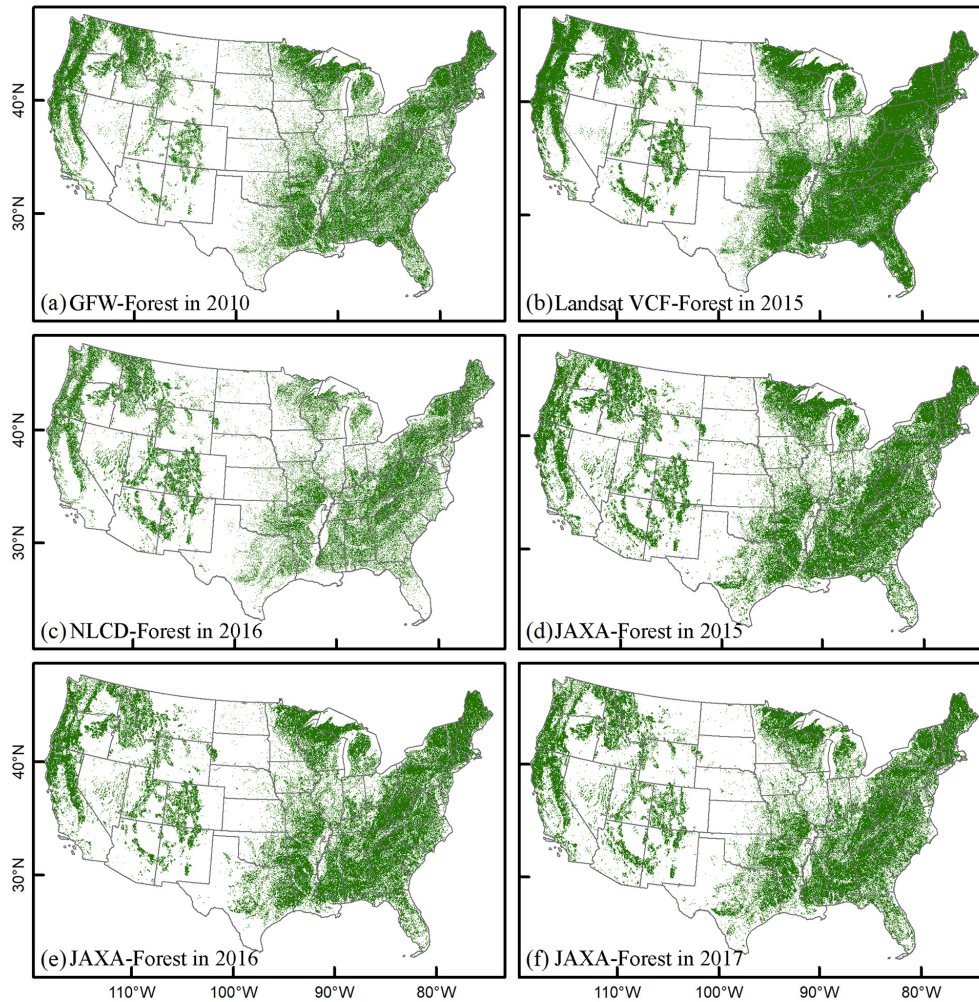 40°N
30°N
(a) GFW-Forest in 2010
(b) Landsat VCF-Forest in 2015
40°N
30°N
(c) NLCD-Forest in 2016
(d) JAXA-Forest in 2015
40°N
30°N
(e) JAXA-Forest in 2016
(f) JAXA-Forest in 2017
110°W 100°W 90°W 80°W 110°W 100°W 90°W 80°W